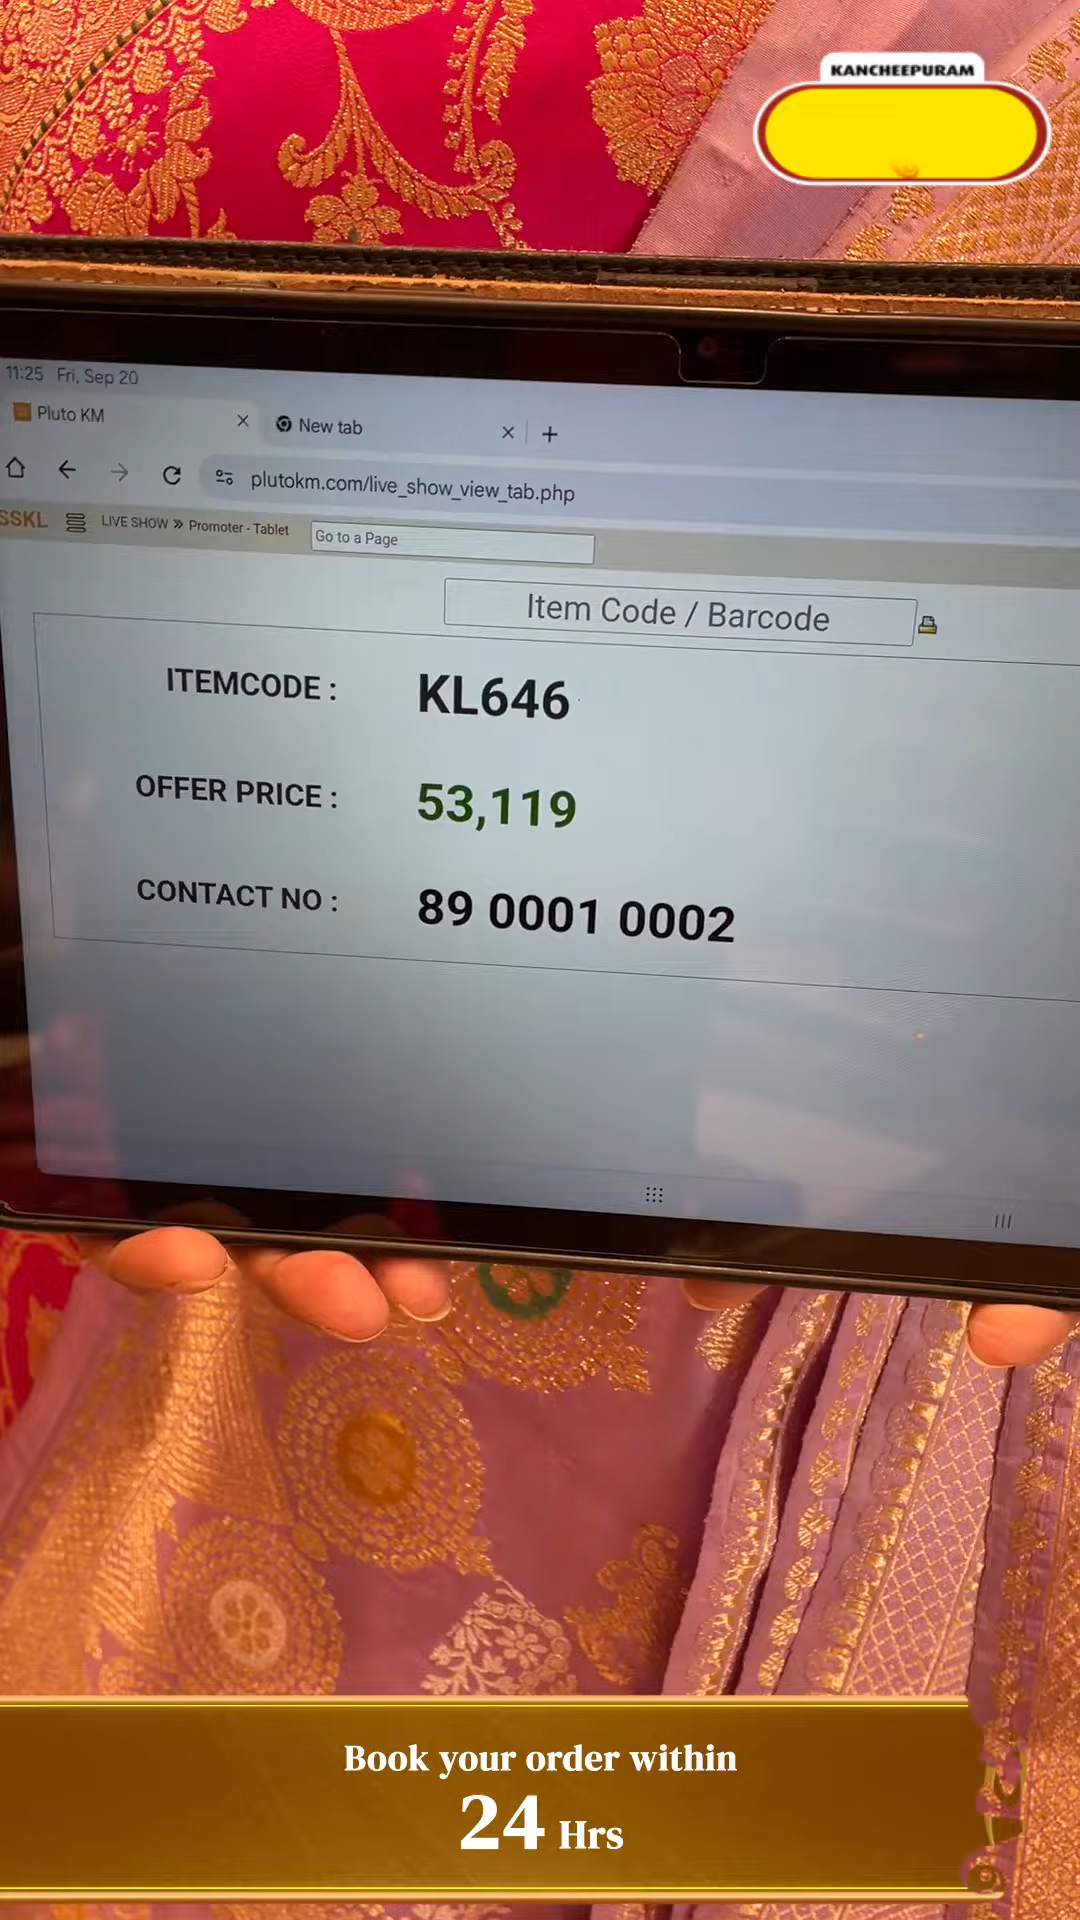 KANCHEEPURAM
11:25 Fri, Sep 20
Pluto KM
New tab
plutokm.com/live_show_view_tab.php
SSKL LIVE SHOW » Promoter - Tablet Go to a Page
Item Code / Barcode
ITEMCODE : KL646
OFFER PRICE : 53,119
CONTACT NO : 89 0001 0002
Book your order within
24 Hrs